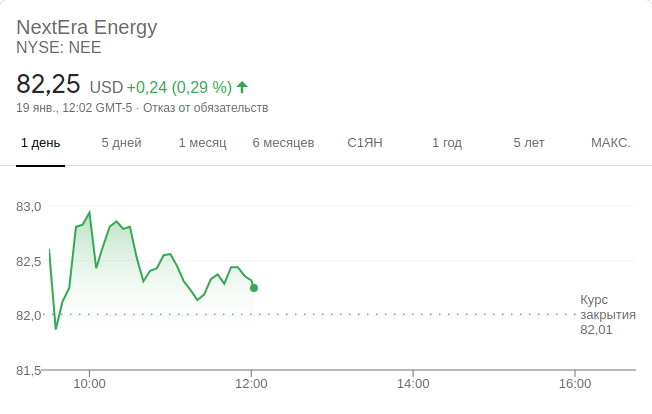 NextEra Energy
NYSE: NEE
82,25 USD +0,24 (0,29 %)
19 янв., 12:02 GMT-5 · Отказ от обязательств
1 день 5 дней 1 месяц 6 месяцев С1ЯН 1 год 5 лет МАКС.
83,0
82,5
82,0
81,5
Курс
закрытия
82,01
10:00 12:00 14:00 16:00